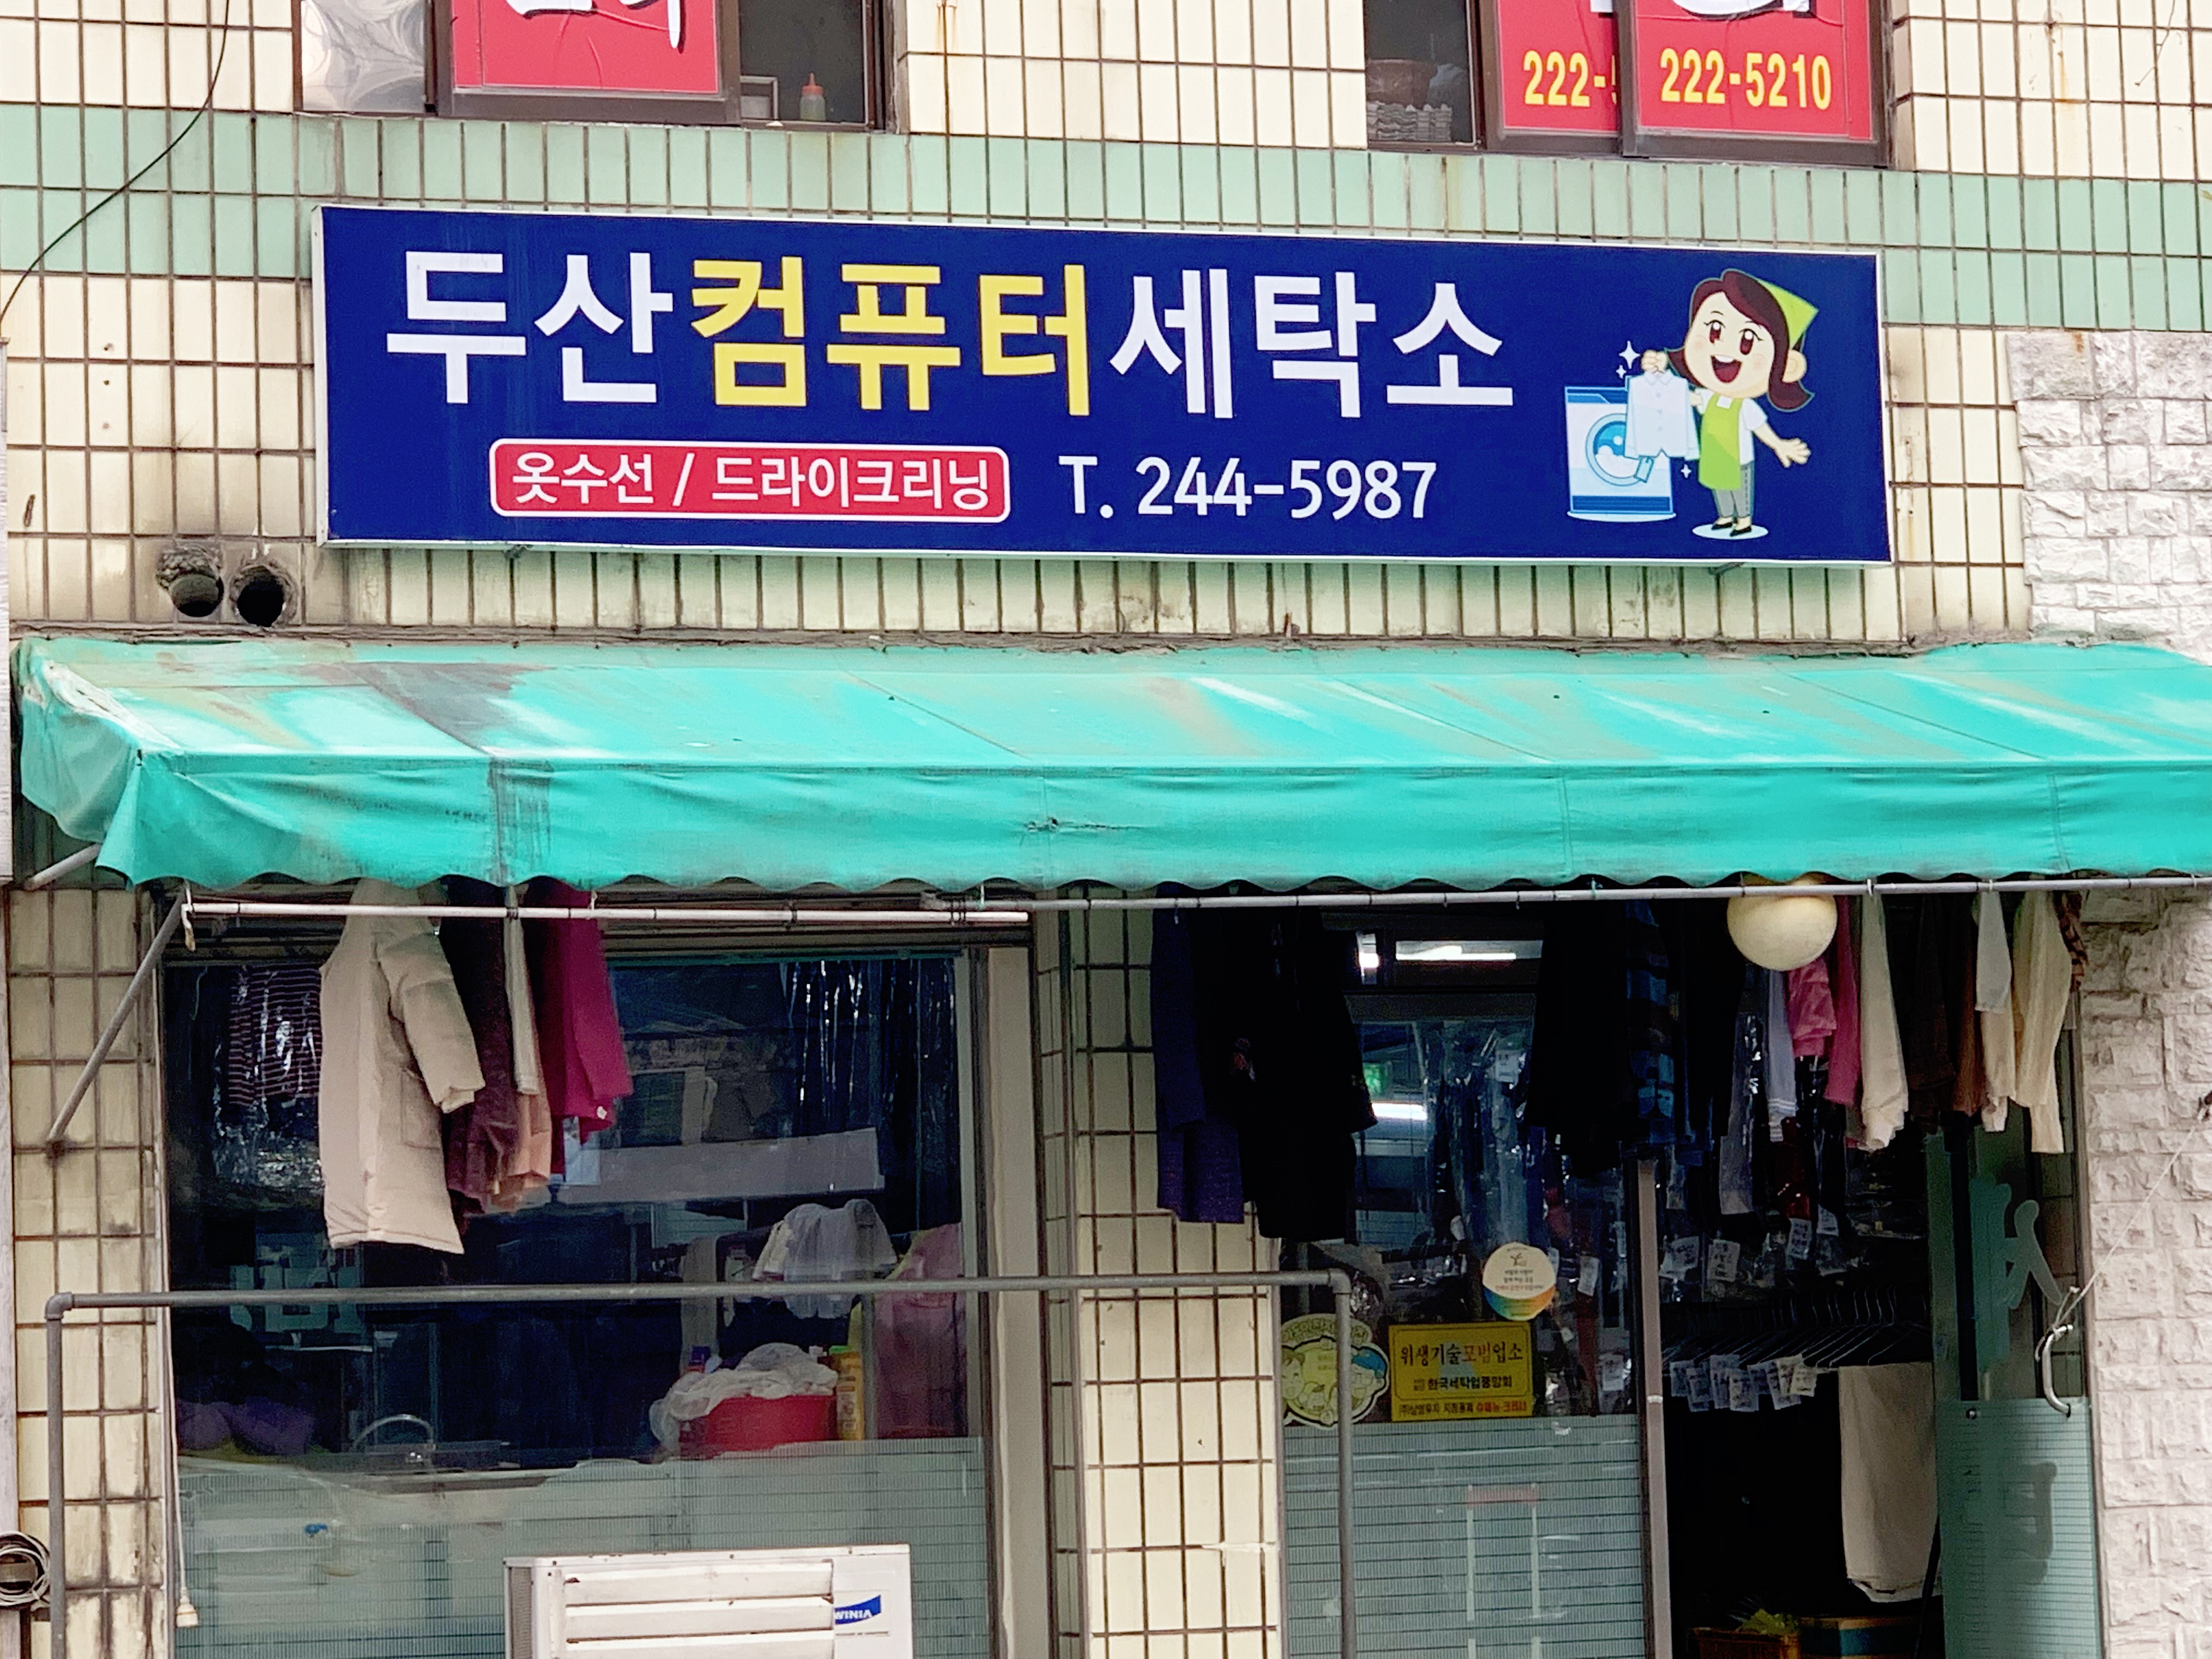 222-5
222-5210
두산컴퓨터세탁소
옷수선 / 드라이크리닝
T. 244-5987
위생기술모범업소
한국세탁업중앙회
WINIA